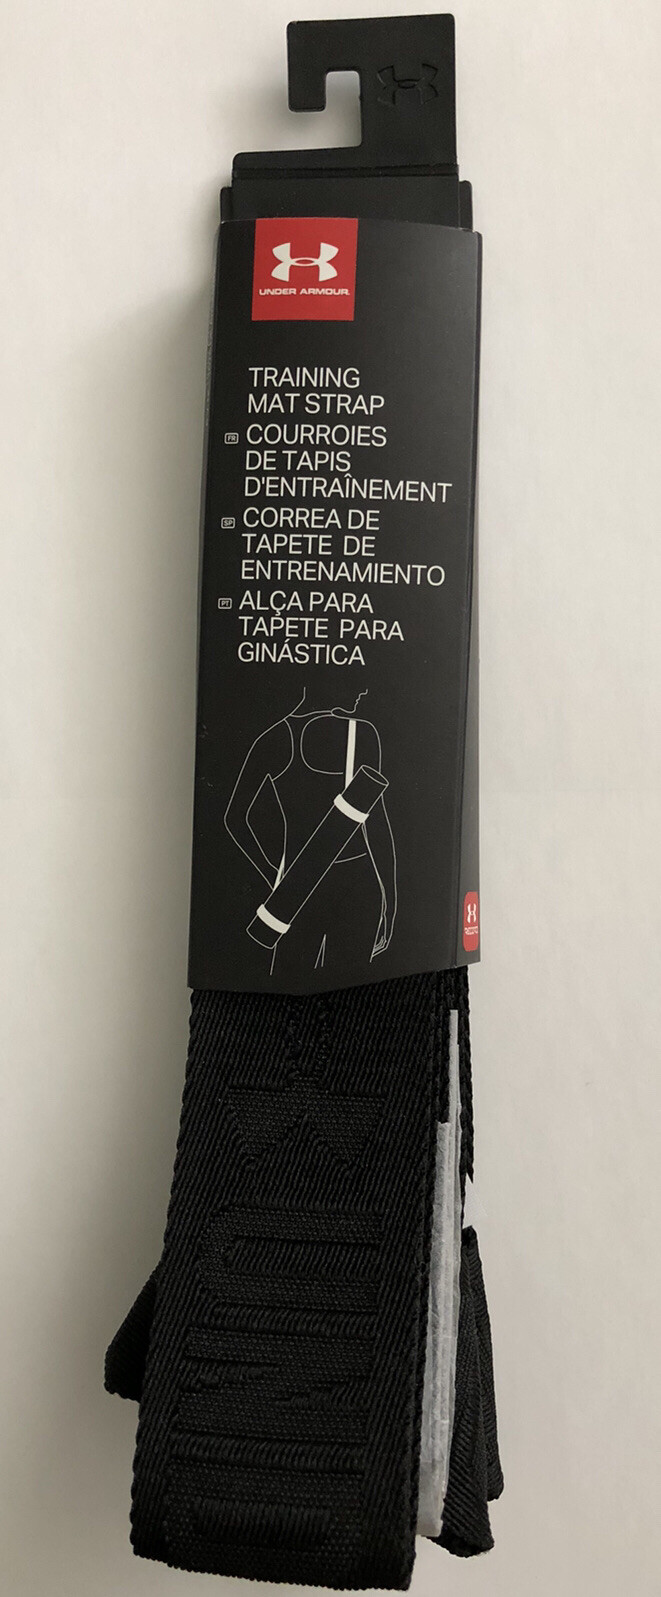 UNDER ARMOUR.
TRAINING
MAT STRAP
FR COURROIES
DE TAPIS
D'ENTRAÎNEMENT
SP CORREA DE
TAPETE DE
ENTRENAMIENTO
PT ALÇA PARA
TAPETE PARA
GINÁSTICA
UND